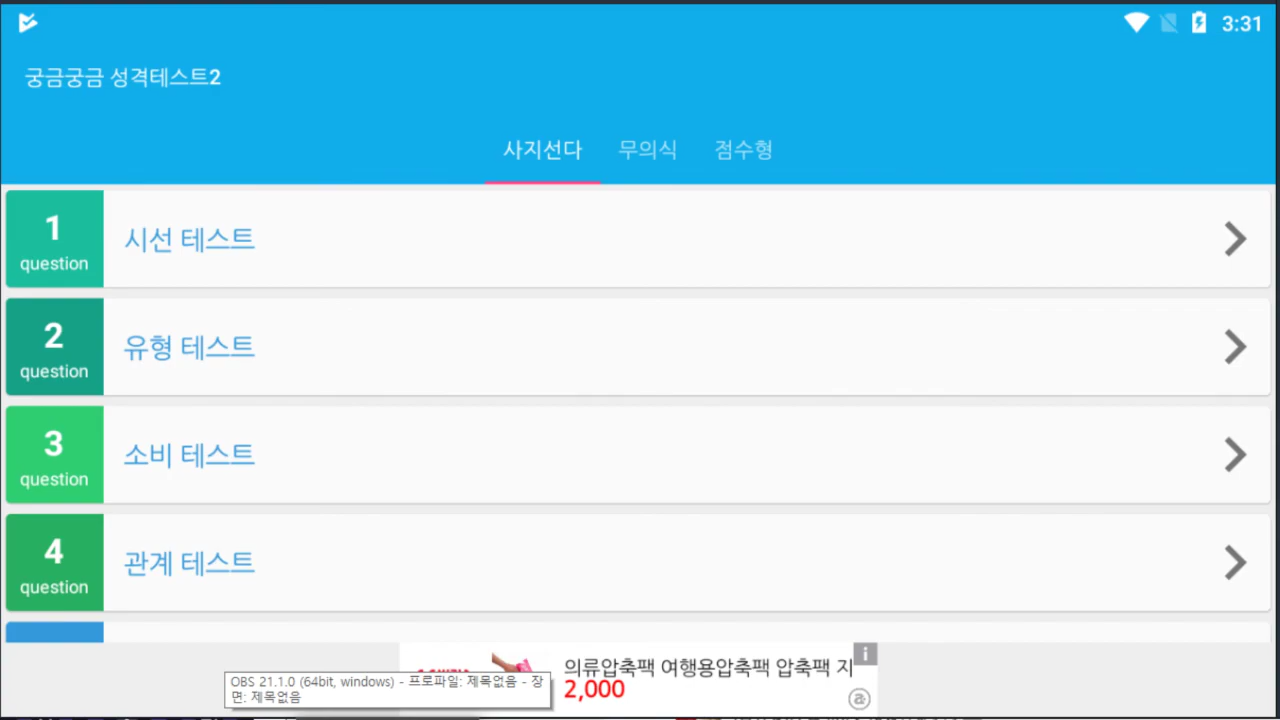 3:31
궁금궁금 성격테스트2
사지선다 무의식 점수형
1
question
시선 테스트
2
question
유형 테스트
3
question
소비 테스트
4
question
관계 테스트
의류압축팩 여행용압축팩 압축팩 지
2,000
OBS 21.1.0 (64bit, windows) - 프로파일: 제목없음 - 장
면: 제목없음